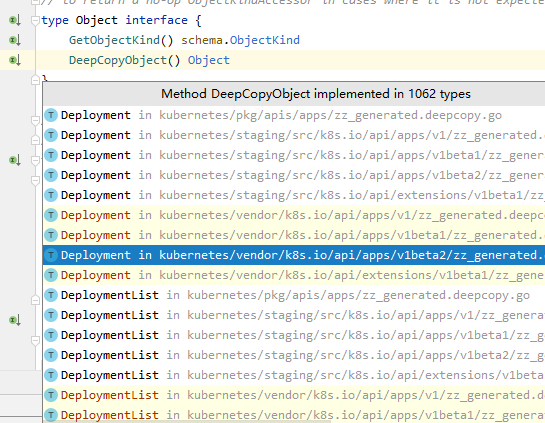 // to return a no-op ObjectKindAccessor in cases where it is not expecte
type Object interface {
GetObjectKind() schema.ObjectKind
DeepCopyObject() Object
}
Method DeepCopyObject implemented in 1062 types
T Deployment in kubernetes/pkg/apis/apps/zz_generated.deepcopy.go
T Deployment in kubernetes/staging/src/k8s.io/api/apps/v1/zz_generated.
T Deployment in kubernetes/staging/src/k8s.io/api/apps/v1beta1/zz_gener
T Deployment in kubernetes/staging/src/k8s.io/api/apps/v1beta2/zz_gener
T Deployment in kubernetes/staging/src/k8s.io/api/extensions/v1beta1/zz
T Deployment in kubernetes/vendor/k8s.io/api/apps/v1/zz_generated.deepc
T Deployment in kubernetes/vendor/k8s.io/api/apps/v1beta1/zz_generated.
T Deployment in kubernetes/vendor/k8s.io/api/apps/v1beta2/zz_generated.
T Deployment in kubernetes/vendor/k8s.io/api/extensions/v1beta1/zz_gene
T DeploymentList in kubernetes/pkg/apis/apps/zz_generated.deepcopy.go
T DeploymentList in kubernetes/staging/src/k8s.io/api/apps/v1/zz_genera
T DeploymentList in kubernetes/staging/src/k8s.io/api/apps/v1beta1/zz_g
T DeploymentList in kubernetes/staging/src/k8s.io/api/apps/v1beta2/zz_g
T DeploymentList in kubernetes/staging/src/k8s.io/api/extensions/v1beta
T DeploymentList in kubernetes/vendor/k8s.io/api/apps/v1/zz_generated.d
T DeploymentList in kubernetes/vendor/k8s.io/api/apps/v1beta1/zz_genera